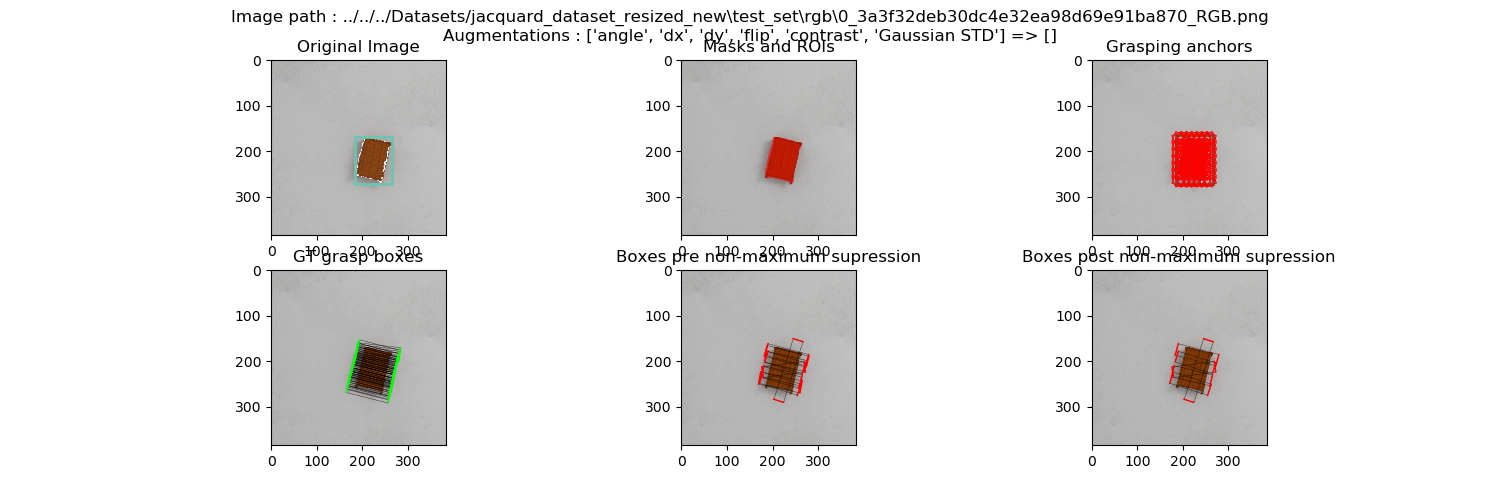 Image path : ../../../Datasets/jacquard_dataset_resized_new\test_set\rgb\0_3a3f32deb30dc4e32ea98d69e91ba870_RGB.png
Augmentations : ['angle', 'dx', 'dy', 'flip', 'contrast', 'Gaussian STD'] => []
Original Image
Masks and ROIs
Grasping anchors
0
100
200
300
0 100 200 300
0
100
200
300
0 100 200 300
0
100
200
300
0 100 200 300
GT grasp boxes
Boxes pre non-maximum supression
Boxes post non-maximum supression
0
100
200
300
0 100 200 300
0
100
200
300
0 100 200 300
0
100
200
300
0 100 200 300